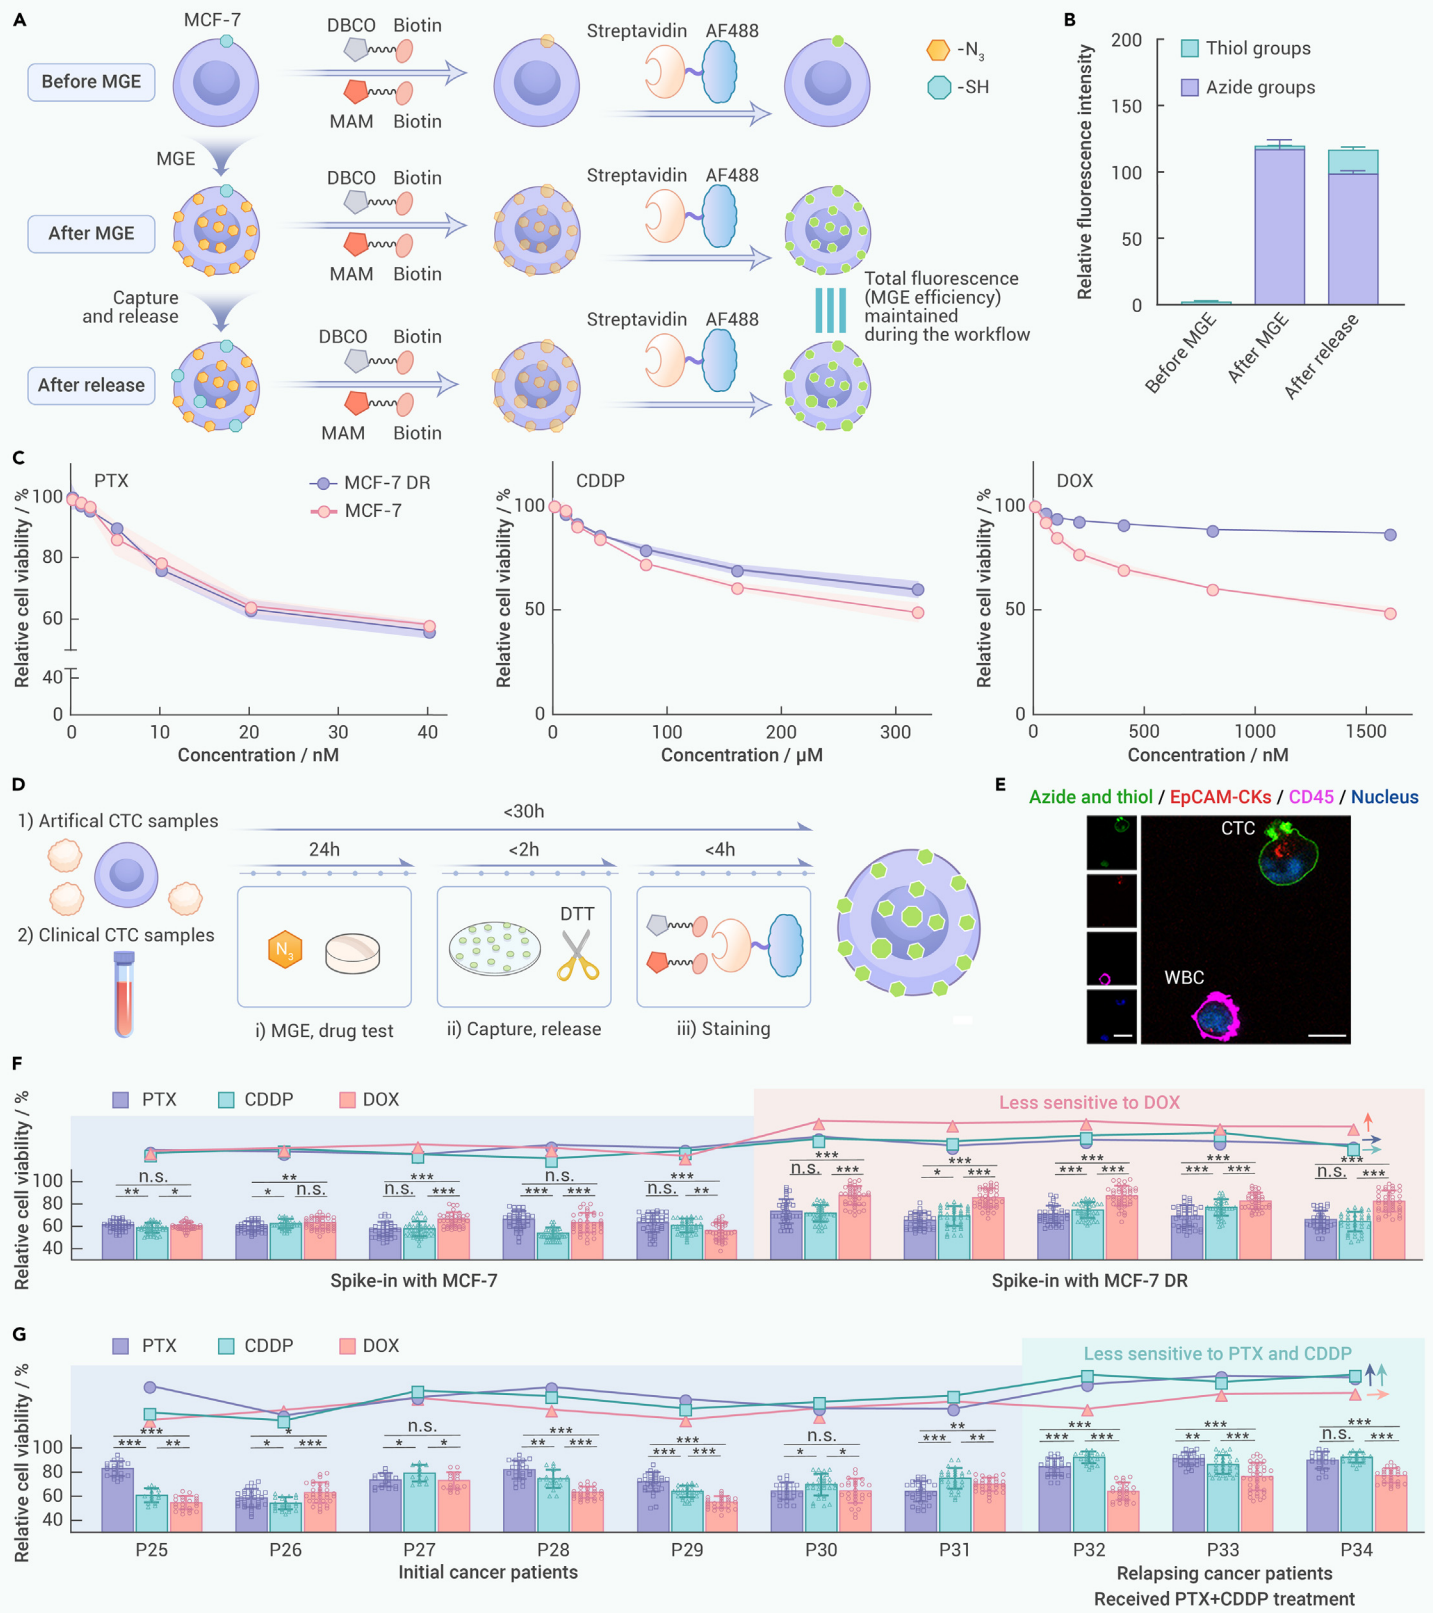 A
MCF-7
Before MGE
DBCO Biotin
MAM Biotin
Streptavidin AF488
-N3
-SH
MGE
After MGE
DBCO Biotin
MAM Biotin
Streptavidin AF488
Capture
and release
Total fluorescence
(MGE efficiency)
maintained
during the workflow
After release
DBCO Biotin
MAM Biotin
Streptavidin AF488
B
Relative fluorescence intensity
200
150
100
50
0
Thiol groups
Azide groups
Before MGE
After MGE
After release
C
Relative cell viability / %
PTX
MCF-7 DR
MCF-7
100
80
60
40
0
0 10 20 30 40
Concentration / nM
Relative cell viability / %
CDDP
100
50
0
0 100 200 300
Concentration / μM
Relative cell viability / %
DOX
100
50
0
0 500 1000 1500
Concentration / nM
D
1) Artifical CTC samples
2) Clinical CTC samples
<30h
24h <2h <4h
N3
DTT
i) MGE, drug test
ii) Capture, release
iii) Staining
E
Azide and thiol / EpCAM-CKs / CD45 / Nucleus
CTC
WBC
F
Relative cell viability / %
PTX CDDP DOX
Less sensitive to DOX
100
80
60
40
n.s. ** *** n.s. *** *** *** *** *** ***
** * * n.s. n.s. *** *** *** n.s. ** n.s. *** * *** *** *** *** *** n.s. ***
Spike-in with MCF-7
Spike-in with MCF-7 DR
G
Relative cell viability / %
PTX CDDP DOX
Less sensitive to PTX and CDDP
100
80
60
40
*** * n.s. *** *** n.s. ** *** *** ***
*** ** * *** * * ** *** *** *** * * *** ** *** *** ** *** n.s. ***
P25 P26 P27 P28 P29 P30 P31 P32 P33 P34
Initial cancer patients
Relapsing cancer patients
Received PTX+CDDP treatment